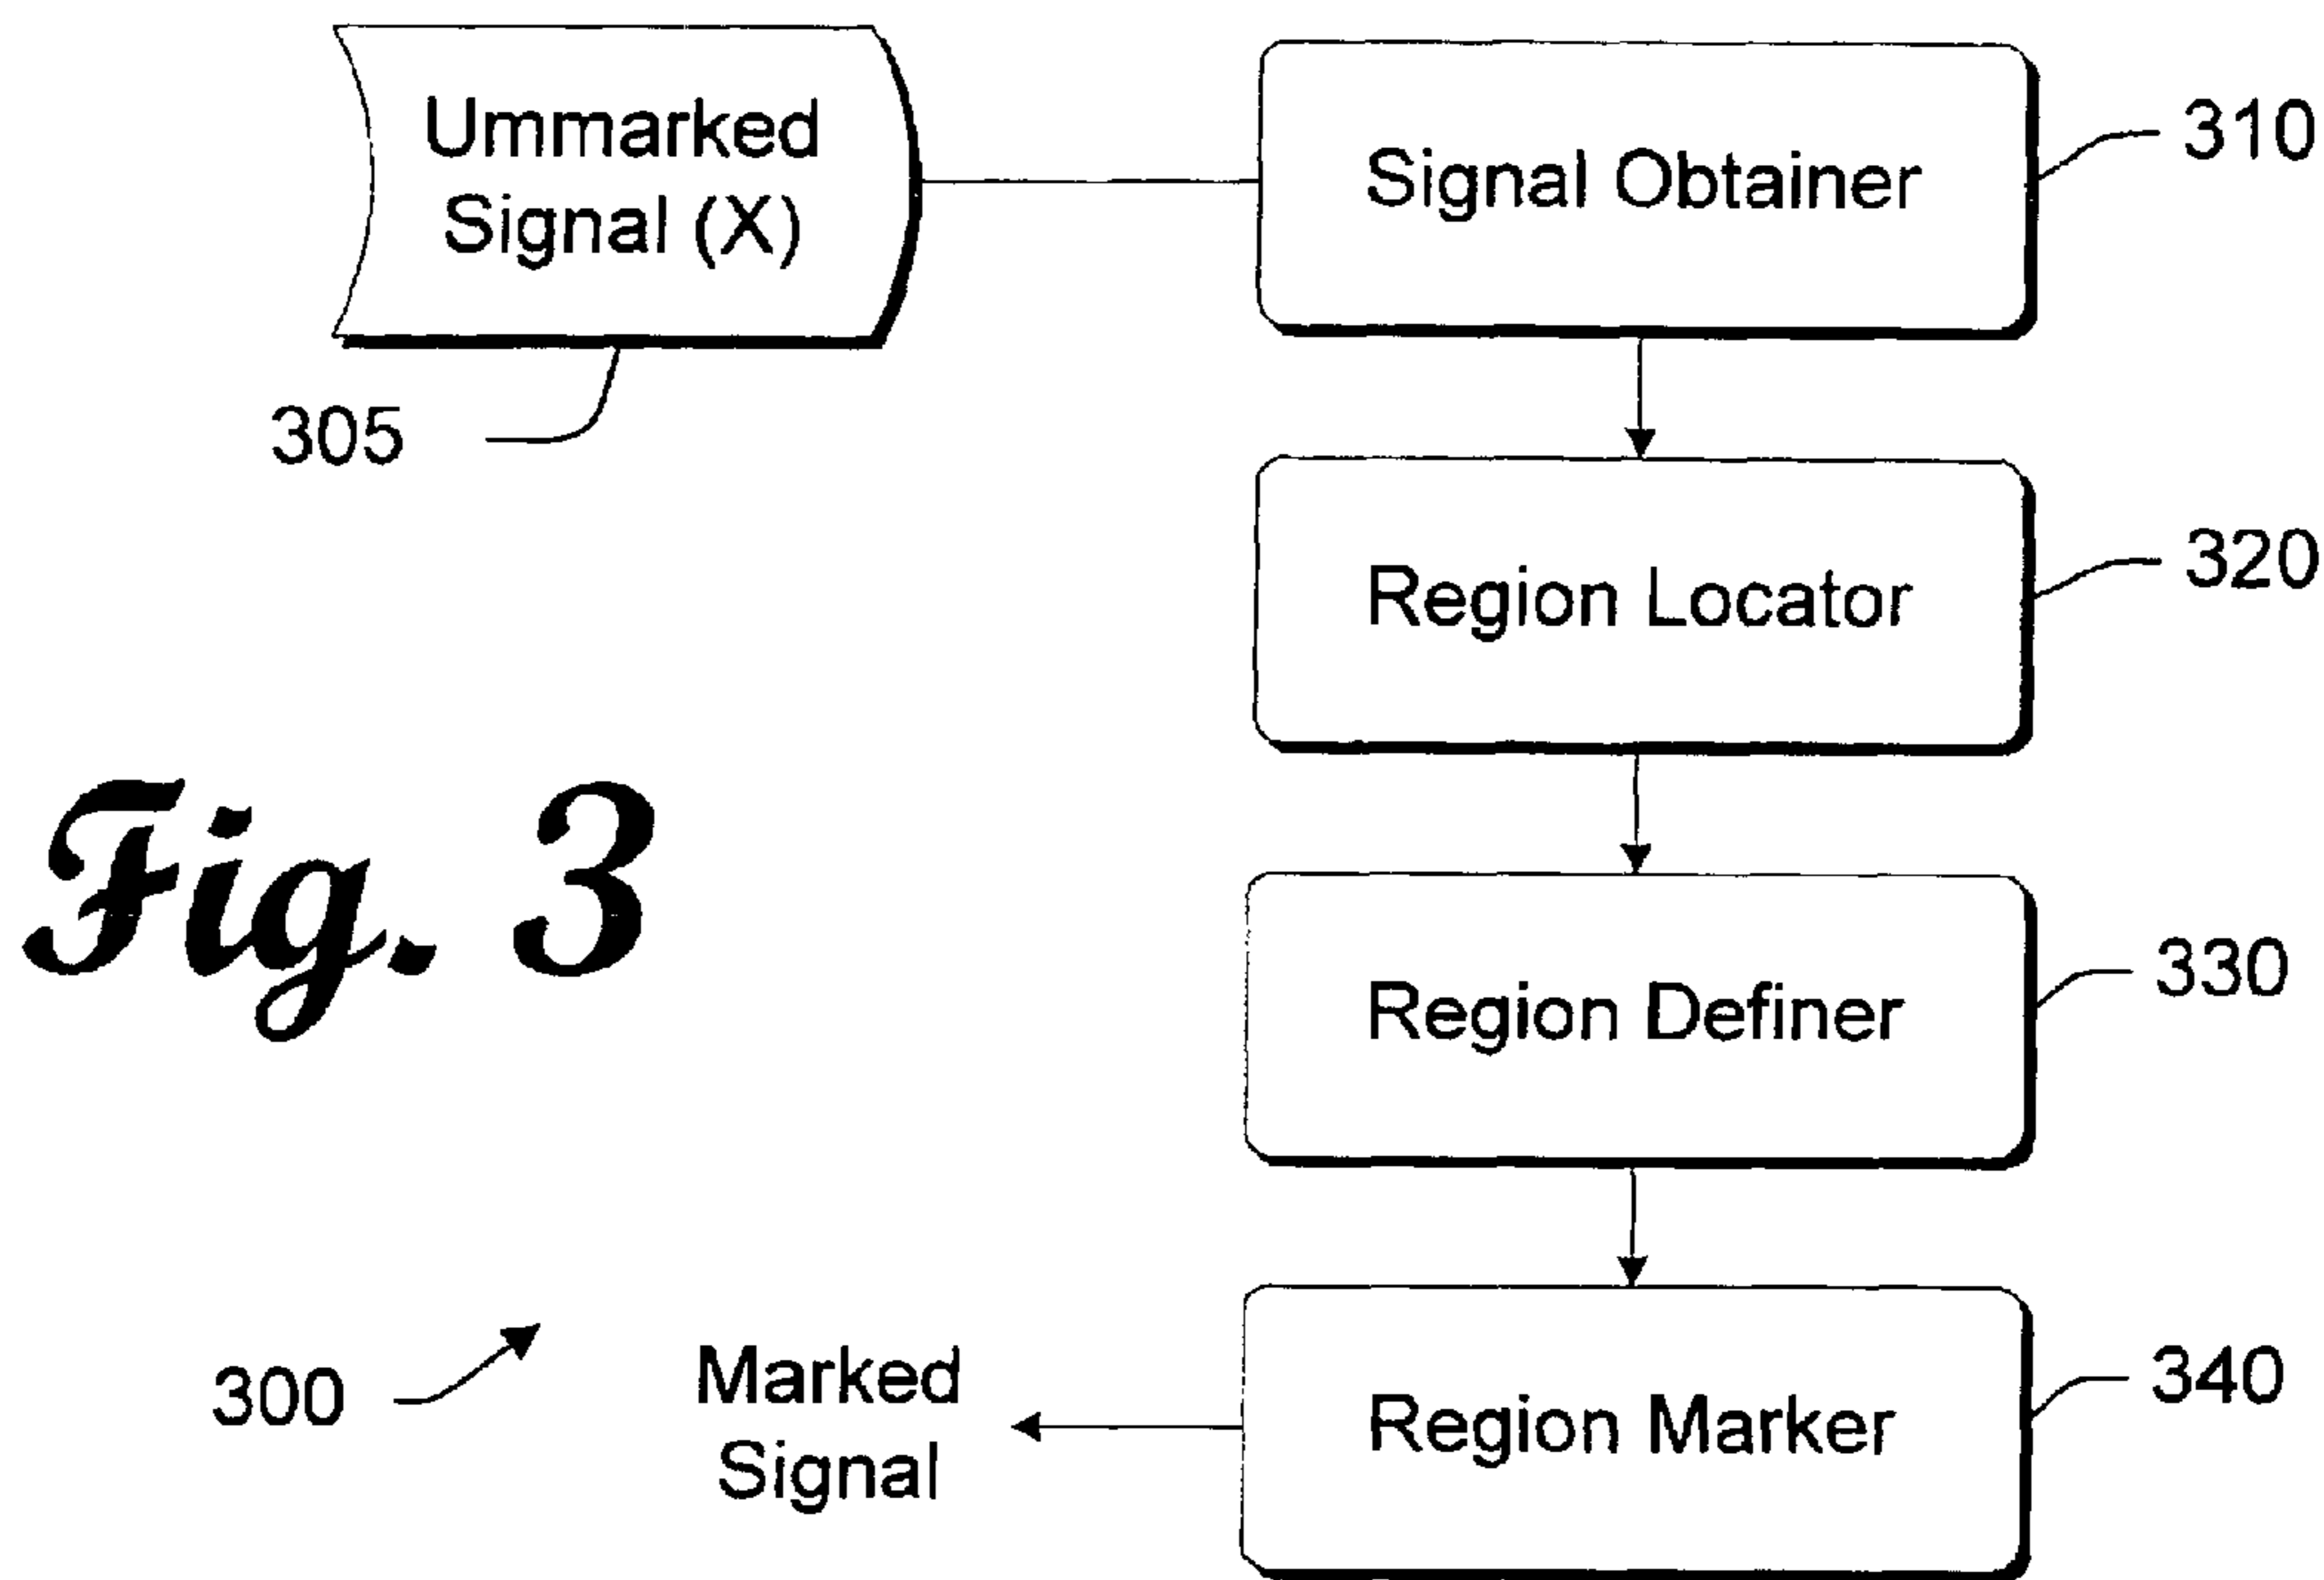 Ummarked
Signal (X)
305
Signal Obtainer
310
Region Locator
320
Fig. 3
Region Definer
330
300
Marked
Signal
Region Marker
340